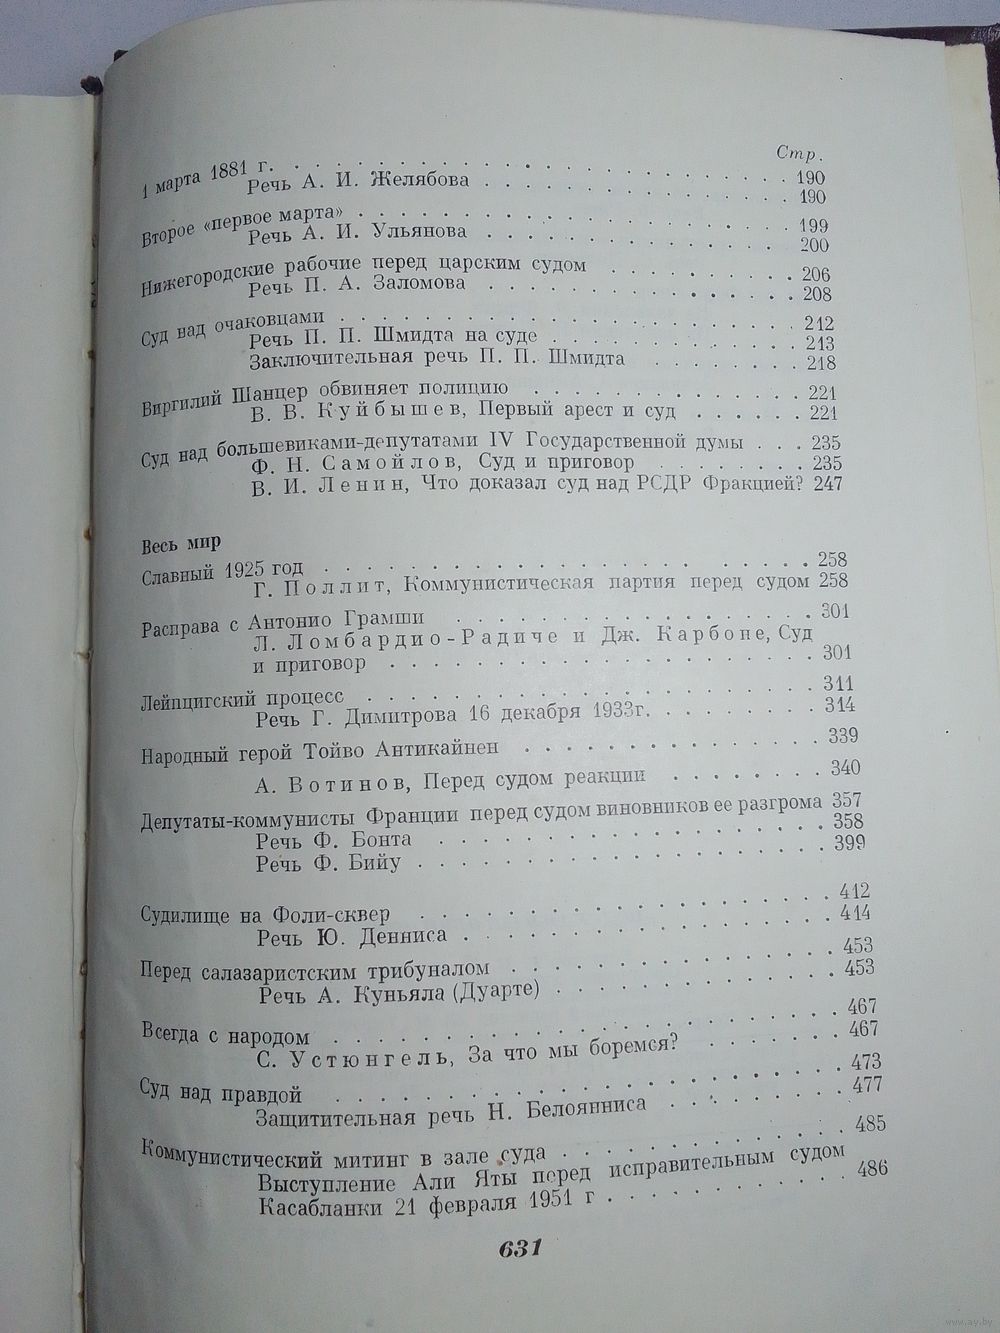 Стр.
1 марта 1881 г. . . . . . . . . . . . . . . . . . . . 190
Речь А. И. Желябова . . . . . . . . . . . . . . 190
Второе «первое марта» . . . . . . . . . . . . . . . . 199
Речь А. И. Ульянова . . . . . . . . . . . . . . 200
Нижегородские рабочие перед царским судом . . . . . . . 206
Речь П. А. Заломова . . . . . . . . . . . . . . 208
Суд над очаковцами . . . . . . . . . . . . . . . . . 212
Речь П. П. Шмидта на суде . . . . . . . . . . . 213
Заключительная речь П. П. Шмидта . . . . . . . . 218
Виргилий Шанцер обвиняет полицию . . . . . . . . . . . 221
В. В. Куйбышев, Первый арест и суд . . . . . . 221
Суд над большевиками-депутатами IV Государственной думы . . . 235
Ф. Н. Самойлов, Суд и приговор . . . . . . . . 235
В. И. Ленин, Что доказал суд над РСДР Фракцией? 247
Весь мир
Славный 1925 год . . . . . . . . . . . . . . . . . . 258
Г. Поллит, Коммунистическая партия перед судом 258
Расправа с Антонио Грамши . . . . . . . . . . . . . . 301
Л. Ломбардио-Радиче и Дж. Карбоне, Суд
и приговор . . . . . . . . . . . . . . . . . . 301
Лейпцигский процесс . . . . . . . . . . . . . . . . . 311
Речь Г. Димитрова 16 декабря 1933г. . . . . . . . 314
Народный герой Тойво Антикайнен . . . . . . . . . . . . 339
А. Вотинов, Перед судом реакции . . . . . . . . 340
Депутаты-коммунисты Франции перед судом виновников ее разгрома 357
Речь Ф. Бонта . . . . . . . . . . . . . . . . . 358
Речь Ф. Бийу . . . . . . . . . . . . . . . . . 399
Судилище на Фоли-сквер . . . . . . . . . . . . . . . 412
Речь Ю. Денниса . . . . . . . . . . . . . . . . 414
Перед салазаристским трибуналом . . . . . . . . . . . . 453
Речь А. Куньяла (Дуарте) . . . . . . . . . . . . 453
Всегда с народом . . . . . . . . . . . . . . . . . . 467
С. Устюнгель, За что мы боремся? . . . . . . . 467
Суд над правдой . . . . . . . . . . . . . . . . . . 473
Защитительная речь Н. Белоянниса . . . . . . . . 477
Коммунистический митинг в зале суда . . . . . . . . . . 485
Выступление Али Яты перед исправительным судом
Касабланки 21 февраля 1951 г . . . . . . . . . . 486
631
www.ay.by